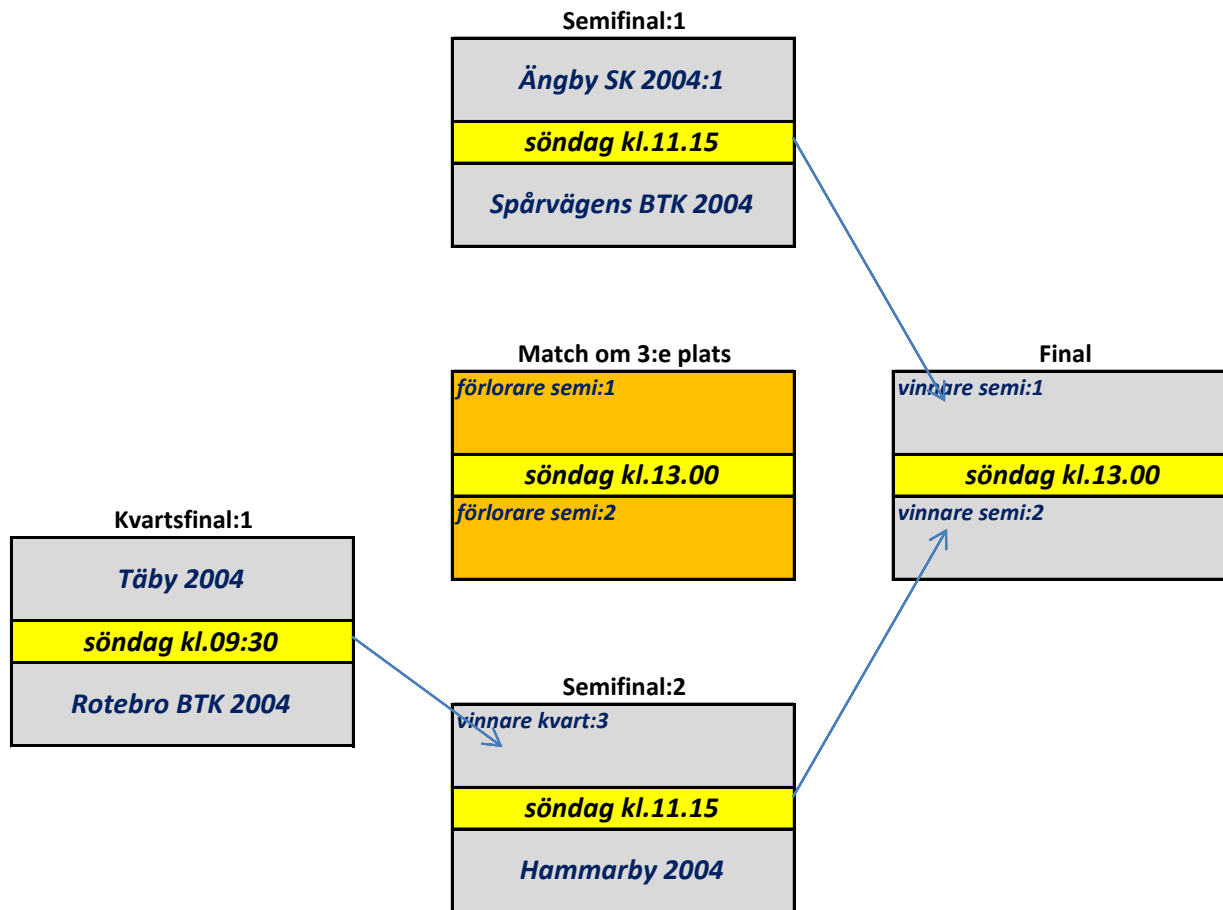 Semifinal:1
Ängby SK 2004:1
söndag kl.11.15
Spårvägens BTK 2004
Match om 3:e plats
förlorare semi:1
söndag kl.13.00
förlorare semi:2
Final
vinnare semi:1
söndag kl.13.00
vinnare semi:2
Kvartsfinal:1
Täby 2004
söndag kl.09:30
Rotebro BTK 2004
Semifinal:2
vinnare kvart:3
söndag kl.11.15
Hammarby 2004